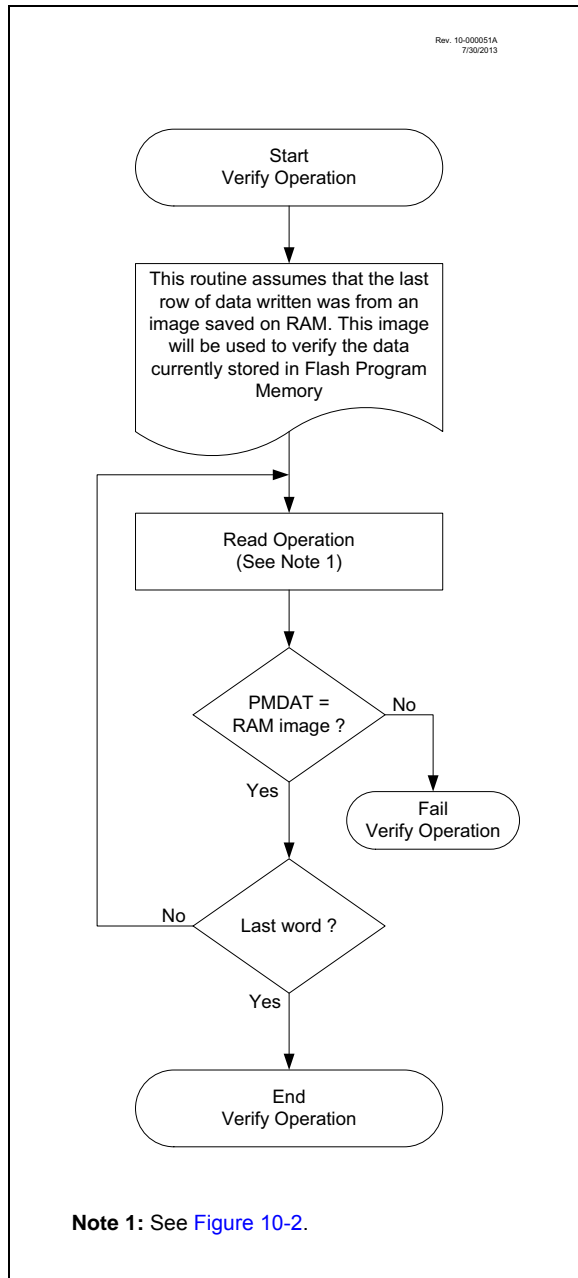 Rev. 10-000051A
7/30/2013
Start
Verify Operation
This routine assumes that the last
row of data written was from an
image saved on RAM. This image
will be used to verify the data
currently stored in Flash Program
Memory
Read Operation
(See Note 1)
PMDAT =
RAM image ?
No
Yes
Fail
Verify Operation
No
Last word ?
Yes
End
Verify Operation
Note 1: See Figure 10-2.